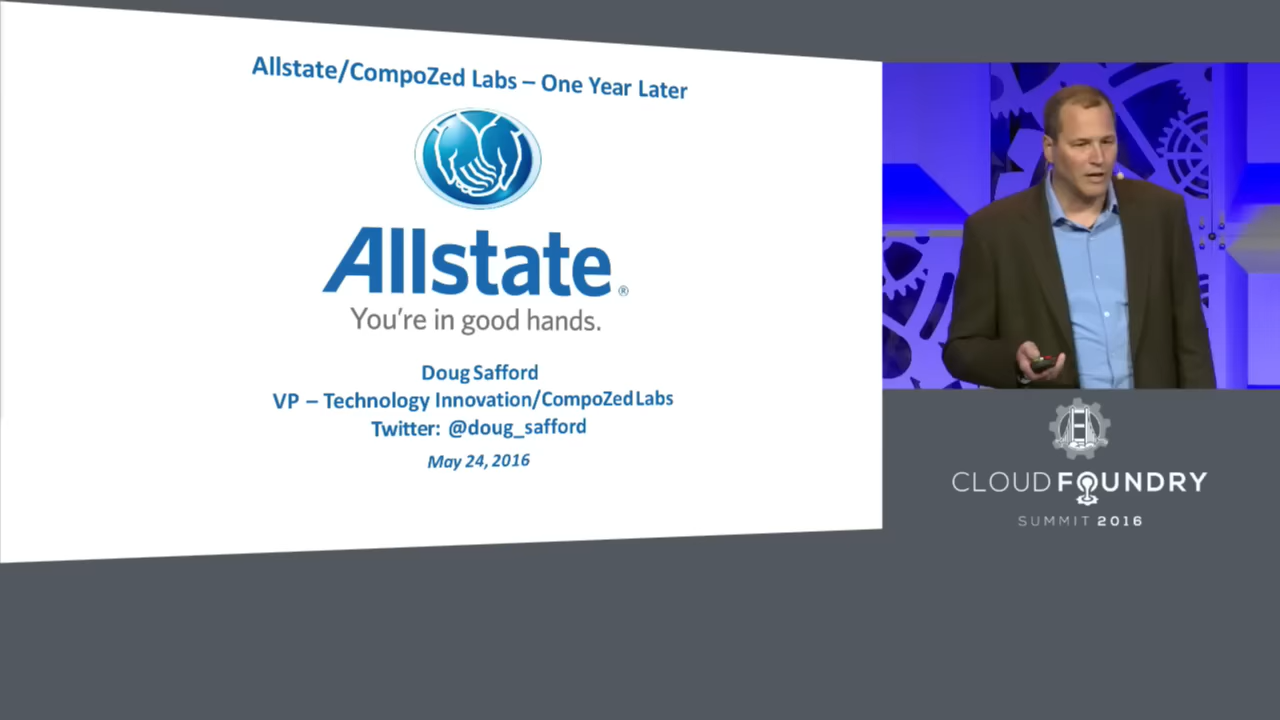 Allstate/CompoZed Labs – One Year Later
Allstate®
You're in good hands.
Doug Safford
VP – Technology Innovation/CompoZed Labs
Twitter: @doug_safford
May 24, 2016
CLOUD FOUNDRY
SUMMIT 2016